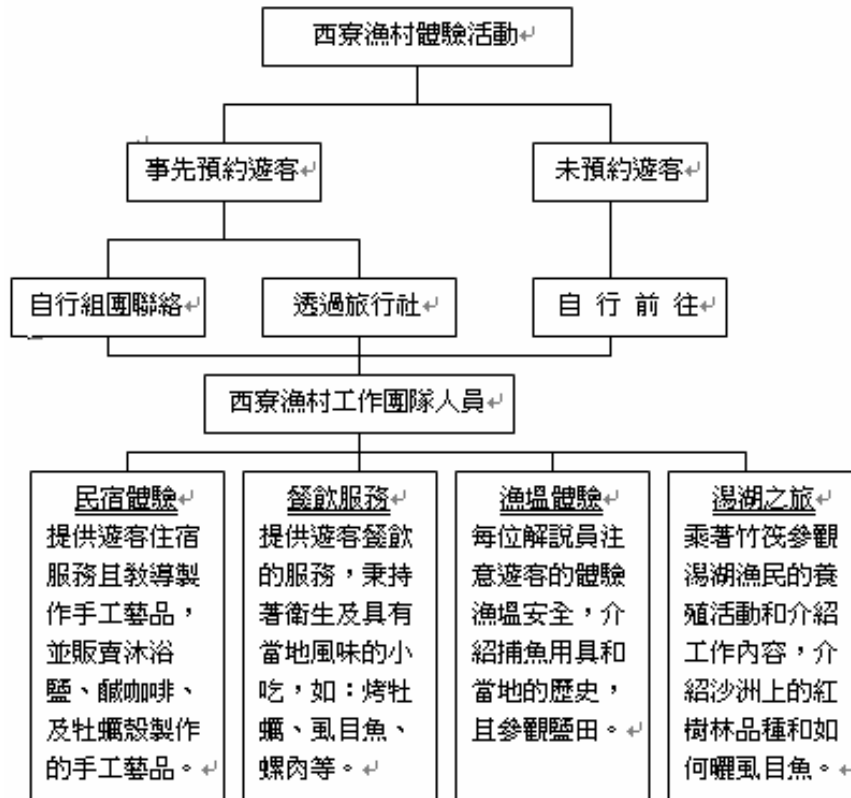 西寮漁村體驗活動
事先預約遊客
未預約遊客
自行組團聯絡
透過旅行社
自 行 前 往
西寮漁村工作團隊人員
民宿體驗
提供遊客住宿
服務且教導製
作手工藝品，
並販賣沐浴
鹽、鹹咖啡、
及牡蠣殼製作
的手工藝品。
餐飲服務
提供遊客餐飲
的服務，秉持
著衛生及具有
當地風味的小
吃，如：烤牡
蠣、虱目魚、
螺肉等。
漁塭體驗
每位解說員注
意遊客的體驗
漁塭安全，介
紹捕魚用具和
當地的歷史，
且參觀鹽田。
潟湖之旅
乘著竹筏參觀
潟湖漁民的養
殖活動和介紹
工作內容，介
紹沙洲上的紅
樹林品種和如
何曬虱目魚。